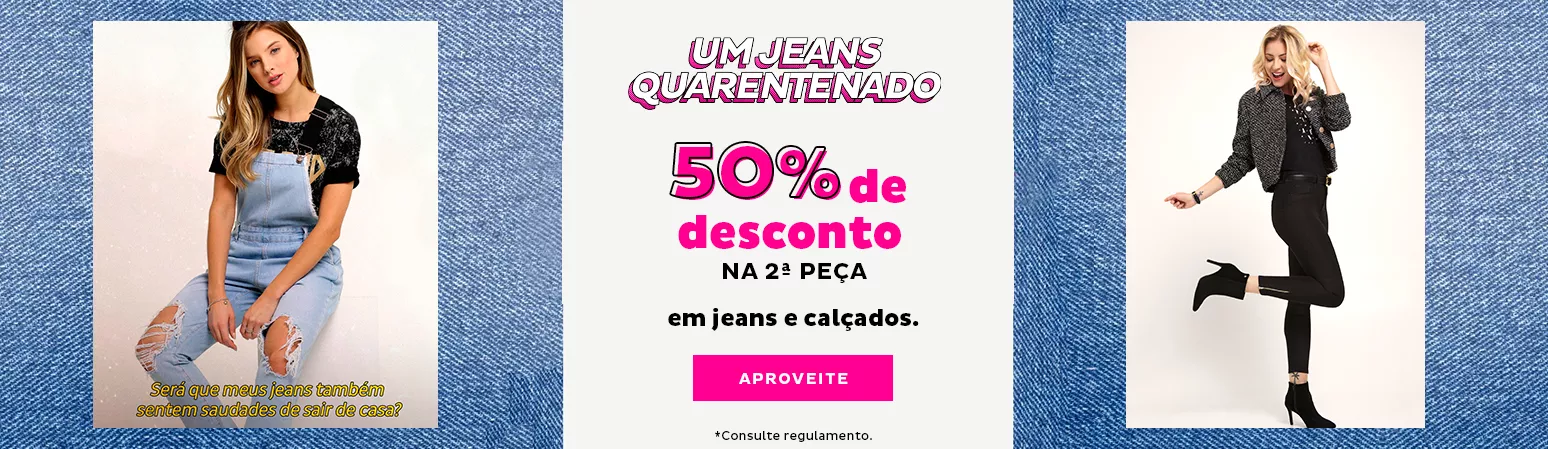 UM JEANS
QUARENTENADO
50% de
desconto
NA 2ª PEÇA
em jeans e calçados.
APROVEITE
*Consulte regulamento.
Será que meus jeans também
sentem saudades de sair de casa?